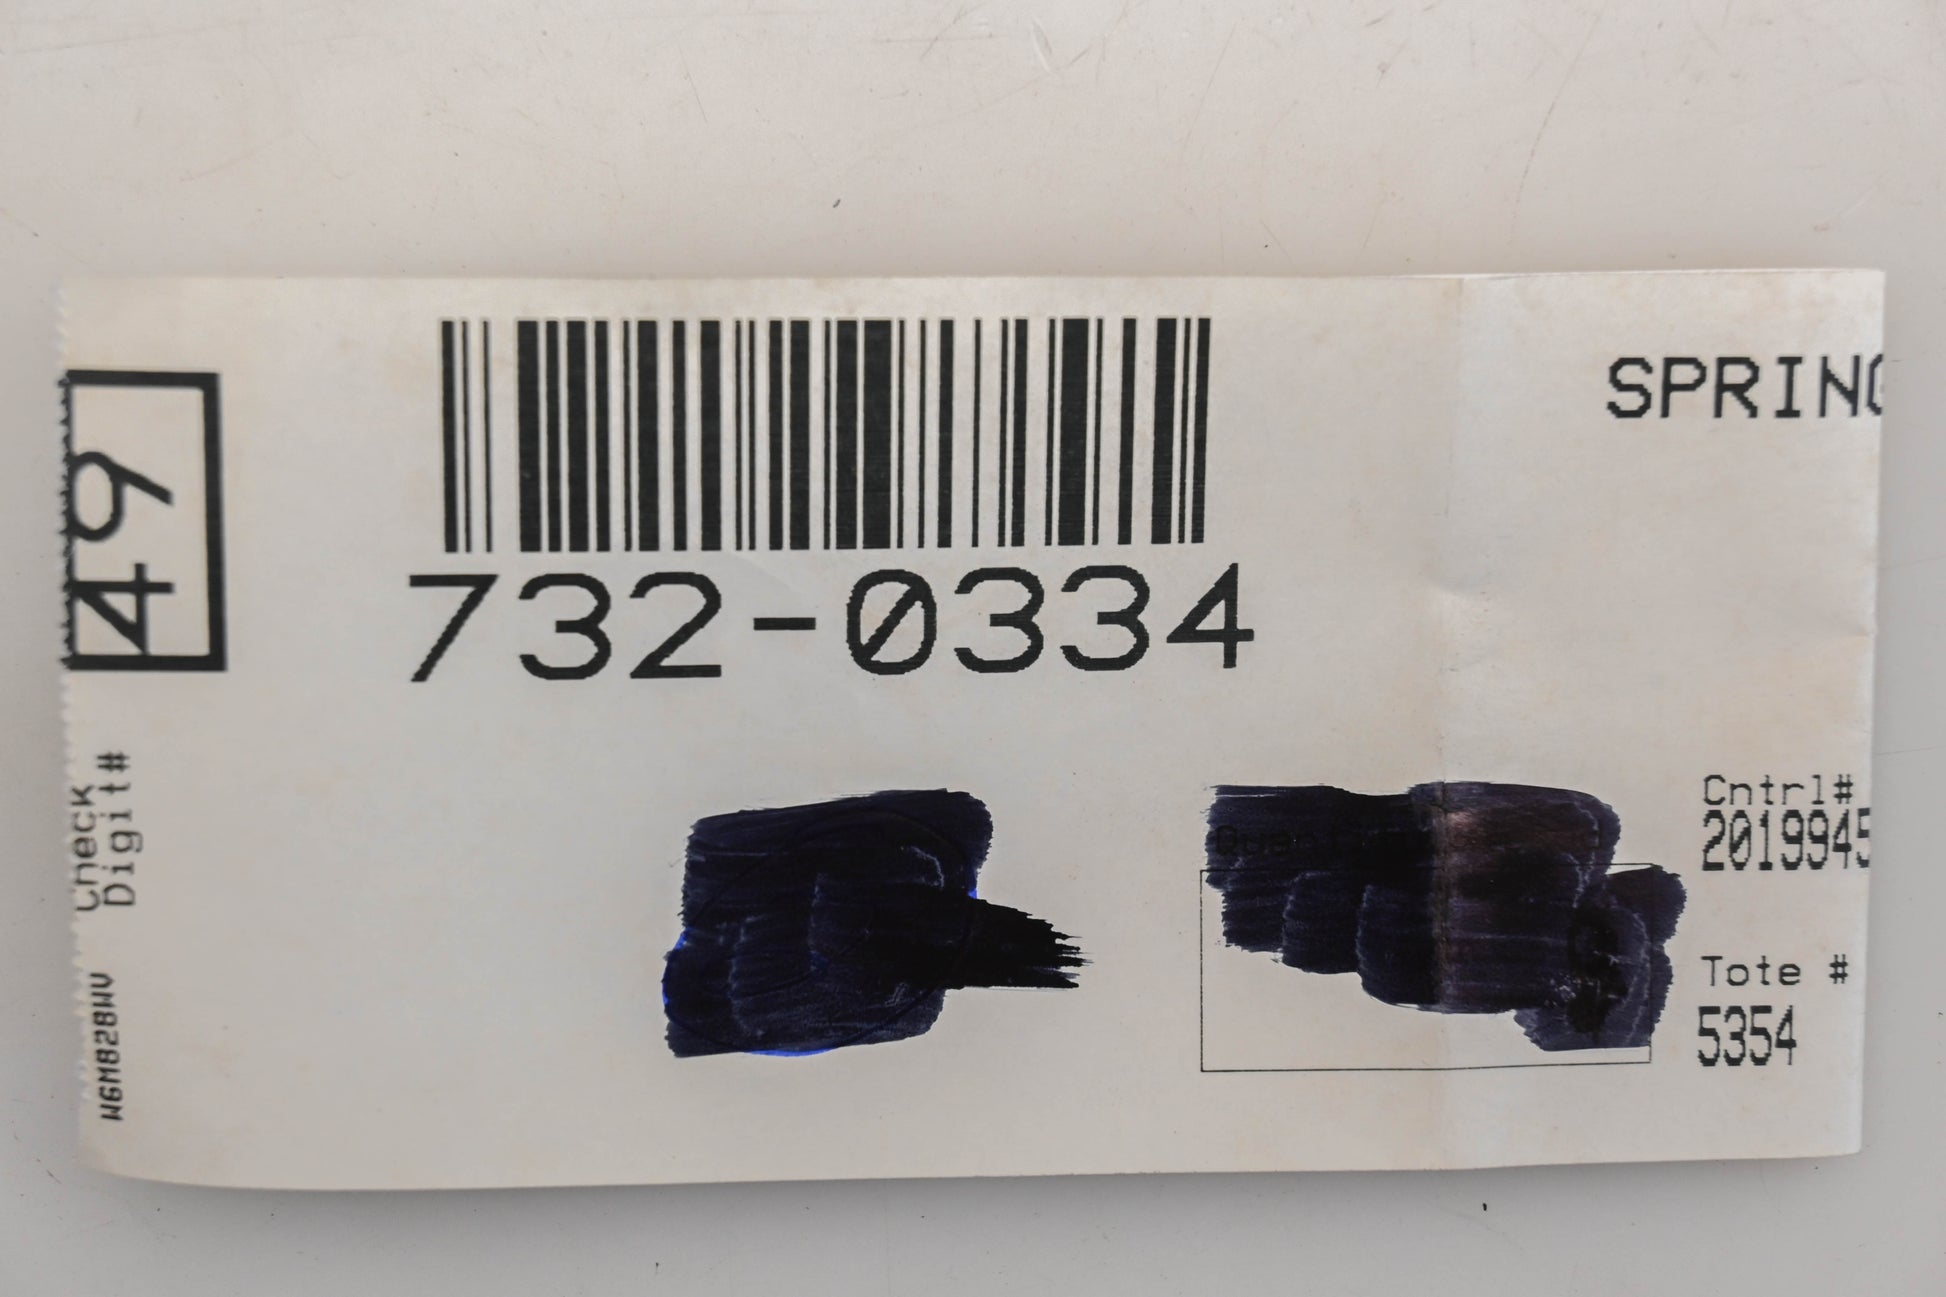 49
Check
Digit#
W6M828WV
732-0334
SPRING
Cntrl#
2019945
Tote #
5354